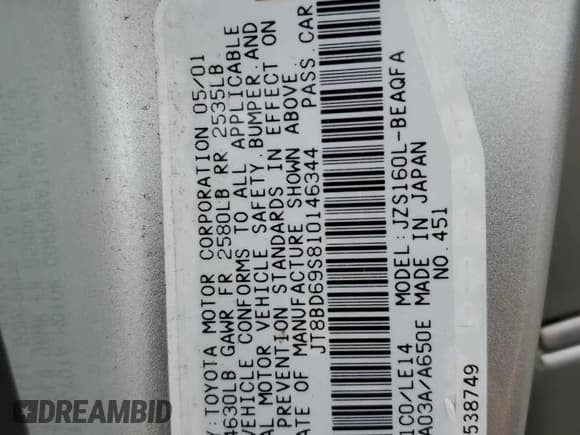 Y:TOYOTA MOTOR CORPORATION 05/01
4630LB GAWR FR 2580LB RR 2535LB
VEHICLE CONFORMS TO ALL APPLICABLE
AL MOTOR VEHICLE SAFETY.BUMPER.AND
PREVENTION STANDARDS IN EFFECT ON
ATE OF MANUFACTURE SHOWN ABOVE.
JT8BD69S810146344 PASS.CAR
MODEL:JZS160L-BEAQFA
1C0/LE14 MADE IN JAPAN
A03A/A650E NO.451
538749
DREAMBID